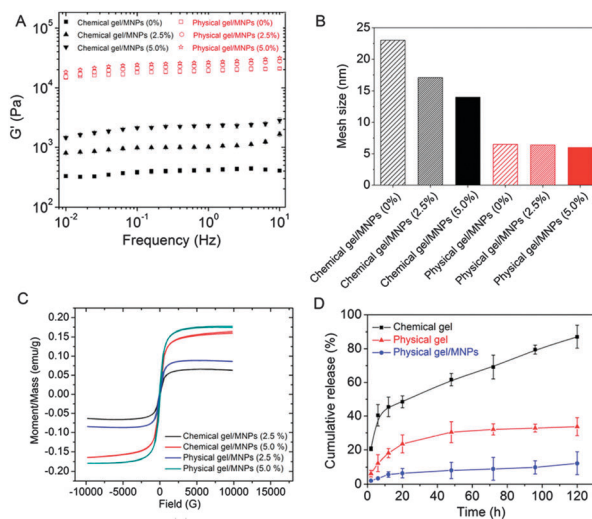 A
G' (Pa)
10⁵
10⁴
10³
10²
Chemical gel/MNPs (0%)
Chemical gel/MNPs (2.5%)
Chemical gel/MNPs (5.0%)
Physical gel/MNPs (0%)
Physical gel/MNPs (2.5%)
Physical gel/MNPs (5.0%)
10⁻² 10⁻¹ 10⁰ 10¹
Frequency (Hz)
B
Mesh size (nm)
25
20
15
10
5
0
Chemical gel/MNPs (0%)
Chemical gel/MNPs (2.5%)
Chemical gel/MNPs (5.0%)
Physical gel/MNPs (0%)
Physical gel/MNPs (2.5%)
Physical gel/MNPs (5.0%)
C
Moment/Mass (emu/g)
0.20
0.15
0.10
0.05
0.00
-0.05
-0.10
-0.15
-0.20
Chemical gel/MNPs (2.5 %)
Chemical gel/MNPs (5.0 %)
Physical gel/MNPs (2.5 %)
Physical gel/MNPs (5.0 %)
-10000 -5000 0 5000 10000 15000
Field (G)
D
Cumulative release (%)
100
80
60
40
20
0
Chemical gel
Physical gel
Physical gel/MNPs
0 20 40 60 80 100 120
Time (h)